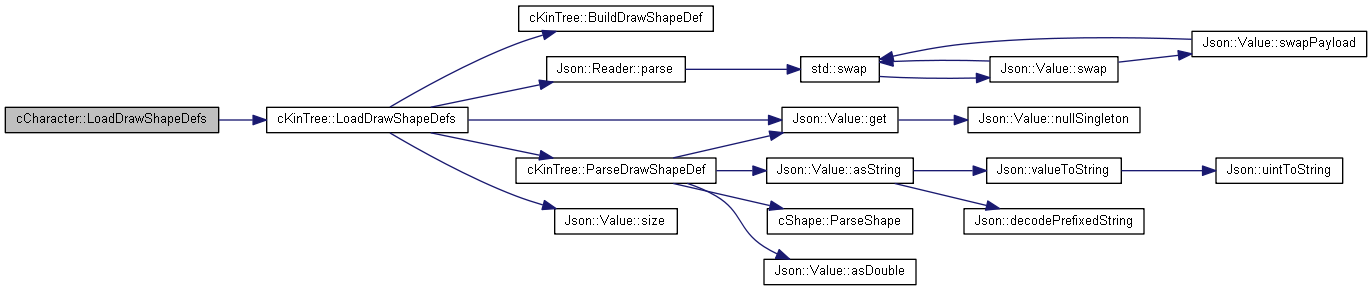 cCharacter::LoadDrawShapeDefs
cKinTree::LoadDrawShapeDefs
cKinTree::BuildDrawShapeDef
Json::Reader::parse
std::swap
Json::Value::swap
Json::Value::swapPayload
Json::Value::get
Json::Value::nullSingleton
cKinTree::ParseDrawShapeDef
Json::Value::asString
Json::valueToString
Json::uintToString
Json::decodePrefixedString
cShape::ParseShape
Json::Value::size
Json::Value::asDouble